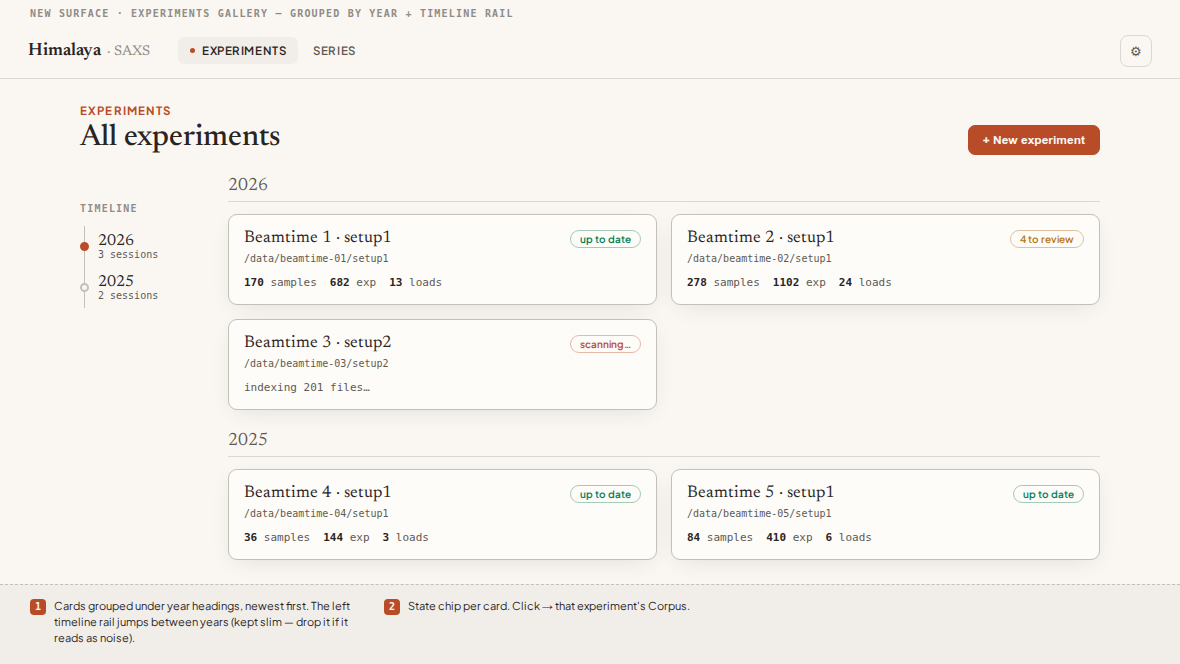 NEW SURFACE · EXPERIMENTS GALLERY — GROUPED BY YEAR + TIMELINE RAIL
Himalaya · SAXS
EXPERIMENTS
SERIES
⚙
EXPERIMENTS
All experiments
+ New experiment
TIMELINE
2026
3 sessions
2025
2 sessions
2026
Beamtime 1 · setup1
up to date
/data/beamtime-01/setup1
170 samples 682 exp 13 loads
Beamtime 2 · setup1
4 to review
/data/beamtime-02/setup1
278 samples 1102 exp 24 loads
Beamtime 3 · setup2
scanning…
/data/beamtime-03/setup2
indexing 201 files…
2025
Beamtime 4 · setup1
up to date
/data/beamtime-04/setup1
36 samples 144 exp 3 loads
Beamtime 5 · setup1
up to date
/data/beamtime-05/setup1
84 samples 410 exp 6 loads
1 Cards grouped under year headings, newest first. The left
timeline rail jumps between years (kept slim — drop it if it
reads as noise).
2 State chip per card. Click → that experiment's Corpus.